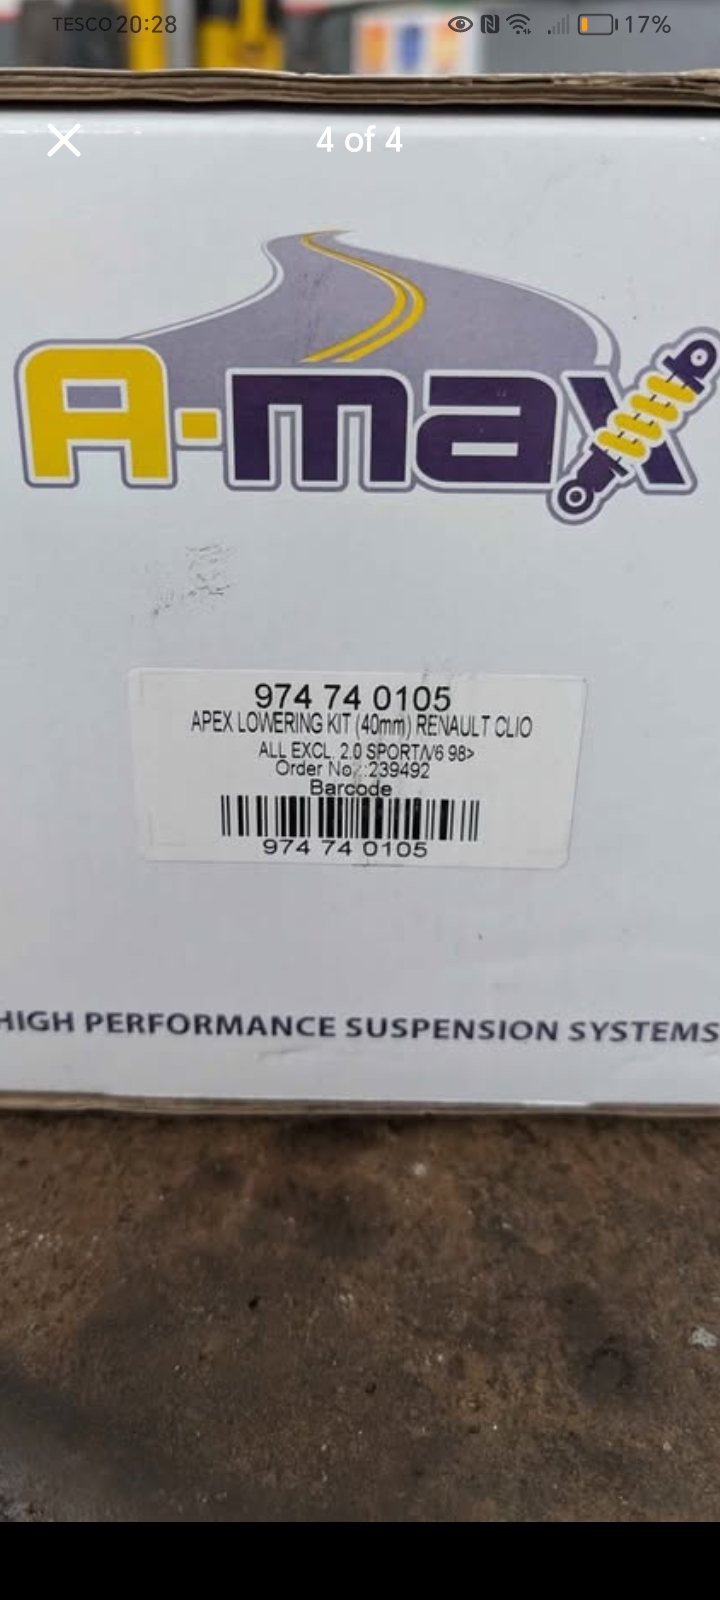 TESCO 20:28 17%
4 of 4
A-max
974 74 0105
APEX LOWERING KIT (40mm) RENAULT CLIO
ALL EXCL. 2.0 SPORT/V6 98>
Order No.:239492
Barcode
974 74 0105
HIGH PERFORMANCE SUSPENSION SYSTEMS